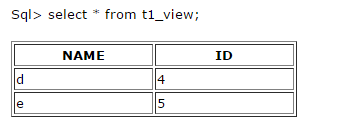 Sql> select * from t1_view;
NAME ID
d 4
e 5